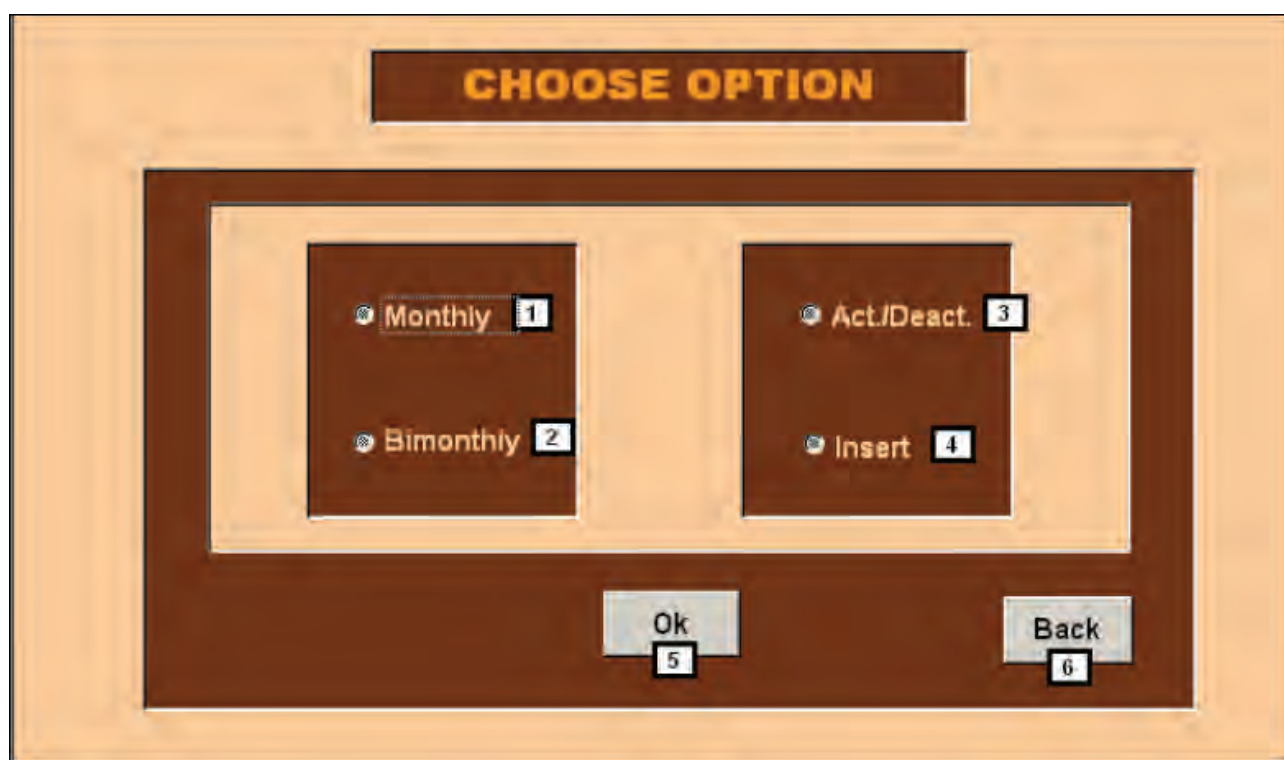 CHOOSE OPTION
Monthly 1
Act./Deact. 3
Bimonthly 2
Insert 4
Ok
5
Back
6